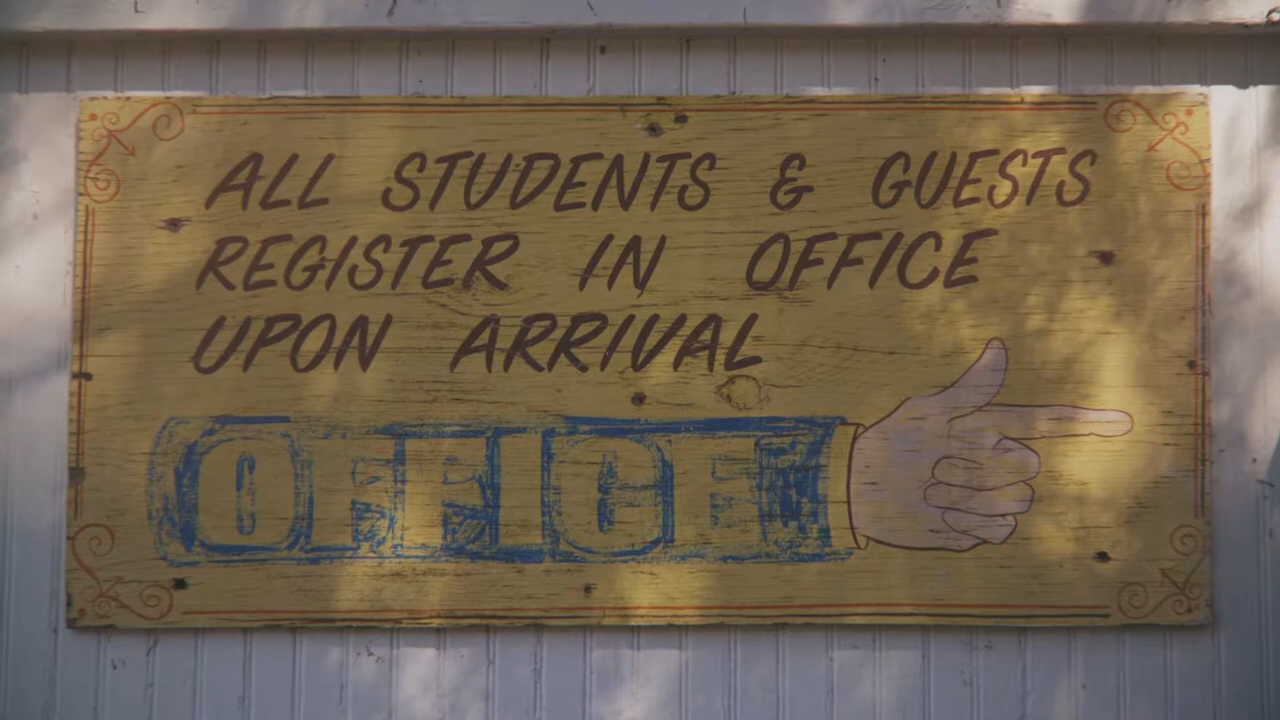 ALL STUDENTS & GUESTS
REGISTER IN OFFICE
UPON ARRIVAL
OFFICE